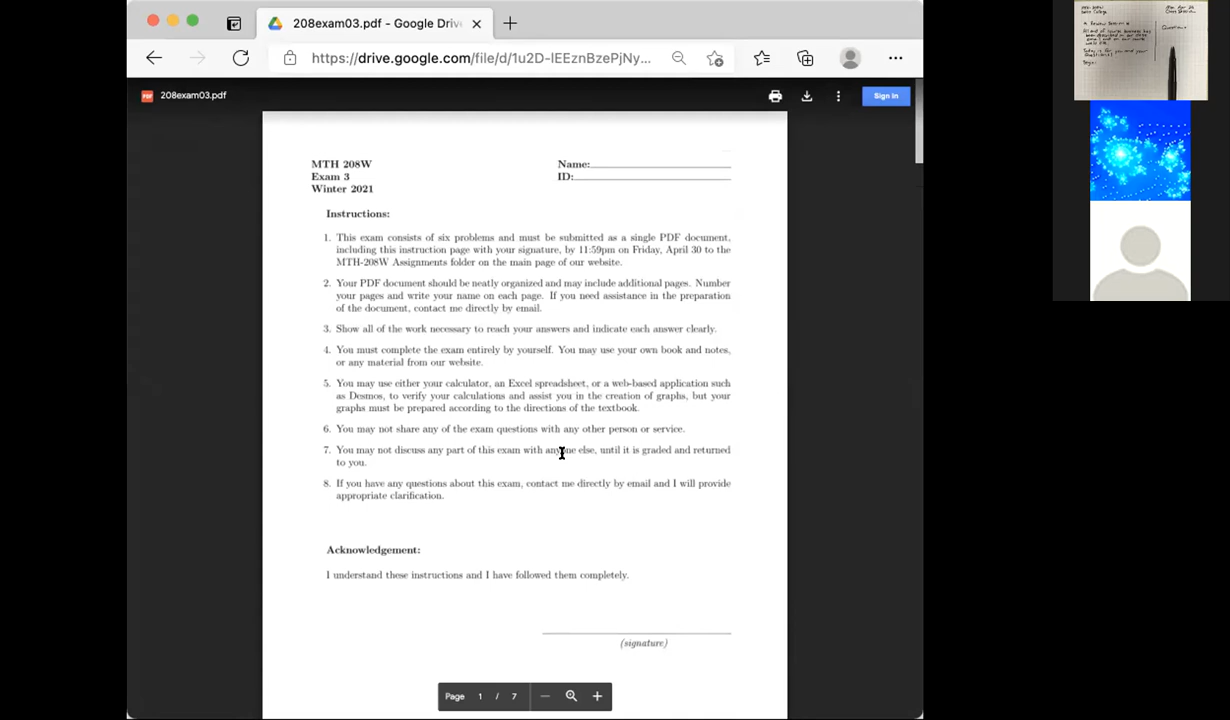 208exam03.pdf - Google Driv
https://drive.google.com/file/d/1u2D-lEEznBzePjNy...
208exam03.pdf
Sign in
MTH 208W
Exam 3
Winter 2021
Name:
ID:
Instructions:
1. This exam consists of six problems and must be submitted as a single PDF document,
including this instruction page with your signature, by 11:59pm on Friday, April 30 to the
MTH-208W Assignments folder on the main page of our website.
2. Your PDF document should be neatly organized and may include additional pages. Number
your pages and write your name on each page. If you need assistance in the preparation
of the document, contact me directly by email.
3. Show all of the work necessary to reach your answers and indicate each answer clearly.
4. You must complete the exam entirely by yourself. You may use your own book and notes,
or any material from our website.
5. You may use either your calculator, an Excel spreadsheet, or a web-based application such
as Desmos, to verify your calculations and assist you in the creation of graphs, but your
graphs must be prepared according to the directions of the textbook.
6. You may not share any of the exam questions with any other person or service.
7. You may not discuss any part of this exam with anyone else, until it is graded and returned
to you.
8. If you have any questions about this exam, contact me directly by email and I will provide
appropriate clarification.
Acknowledgement:
I understand these instructions and I have followed them completely.
(signature)
Page 1 / 7